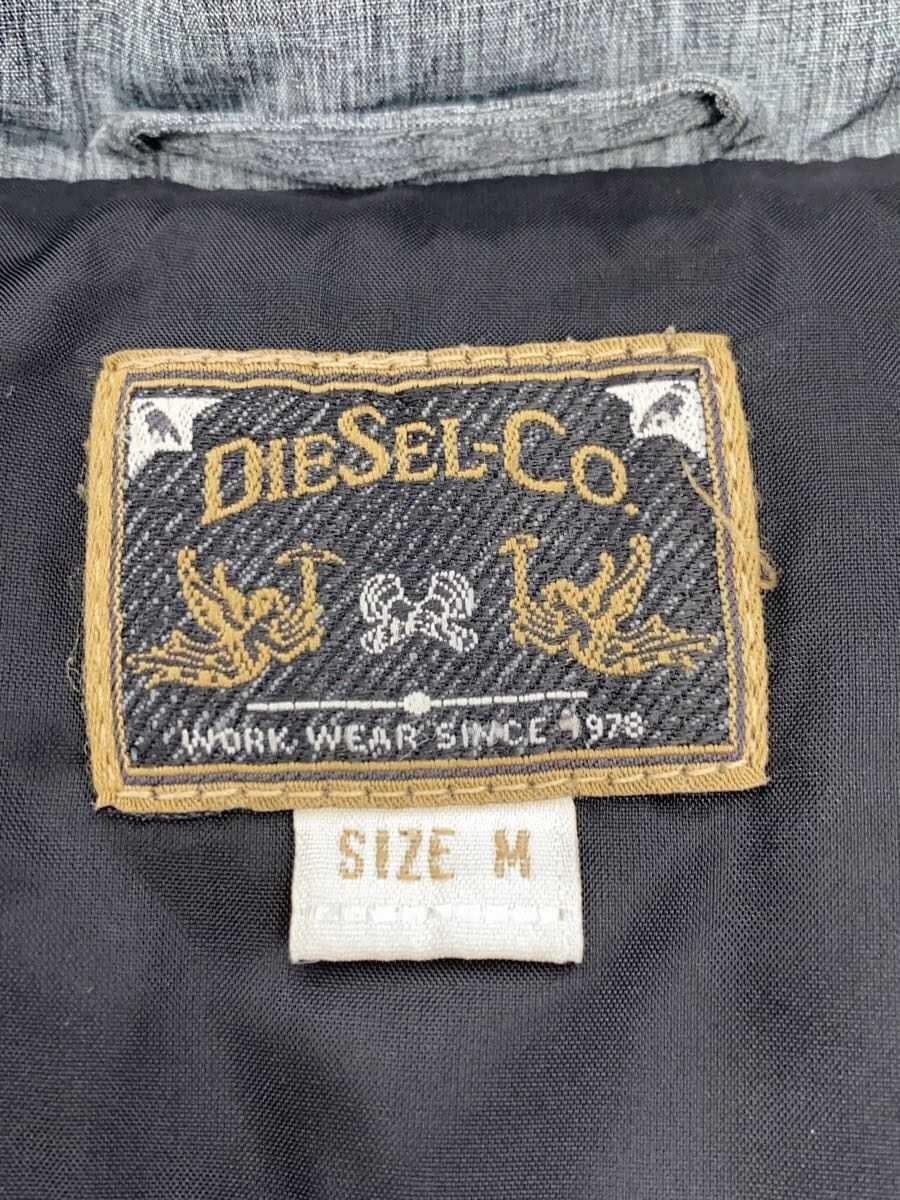 DIESEL-CO.
WORK WEAR SINCE 1978
SIZE M